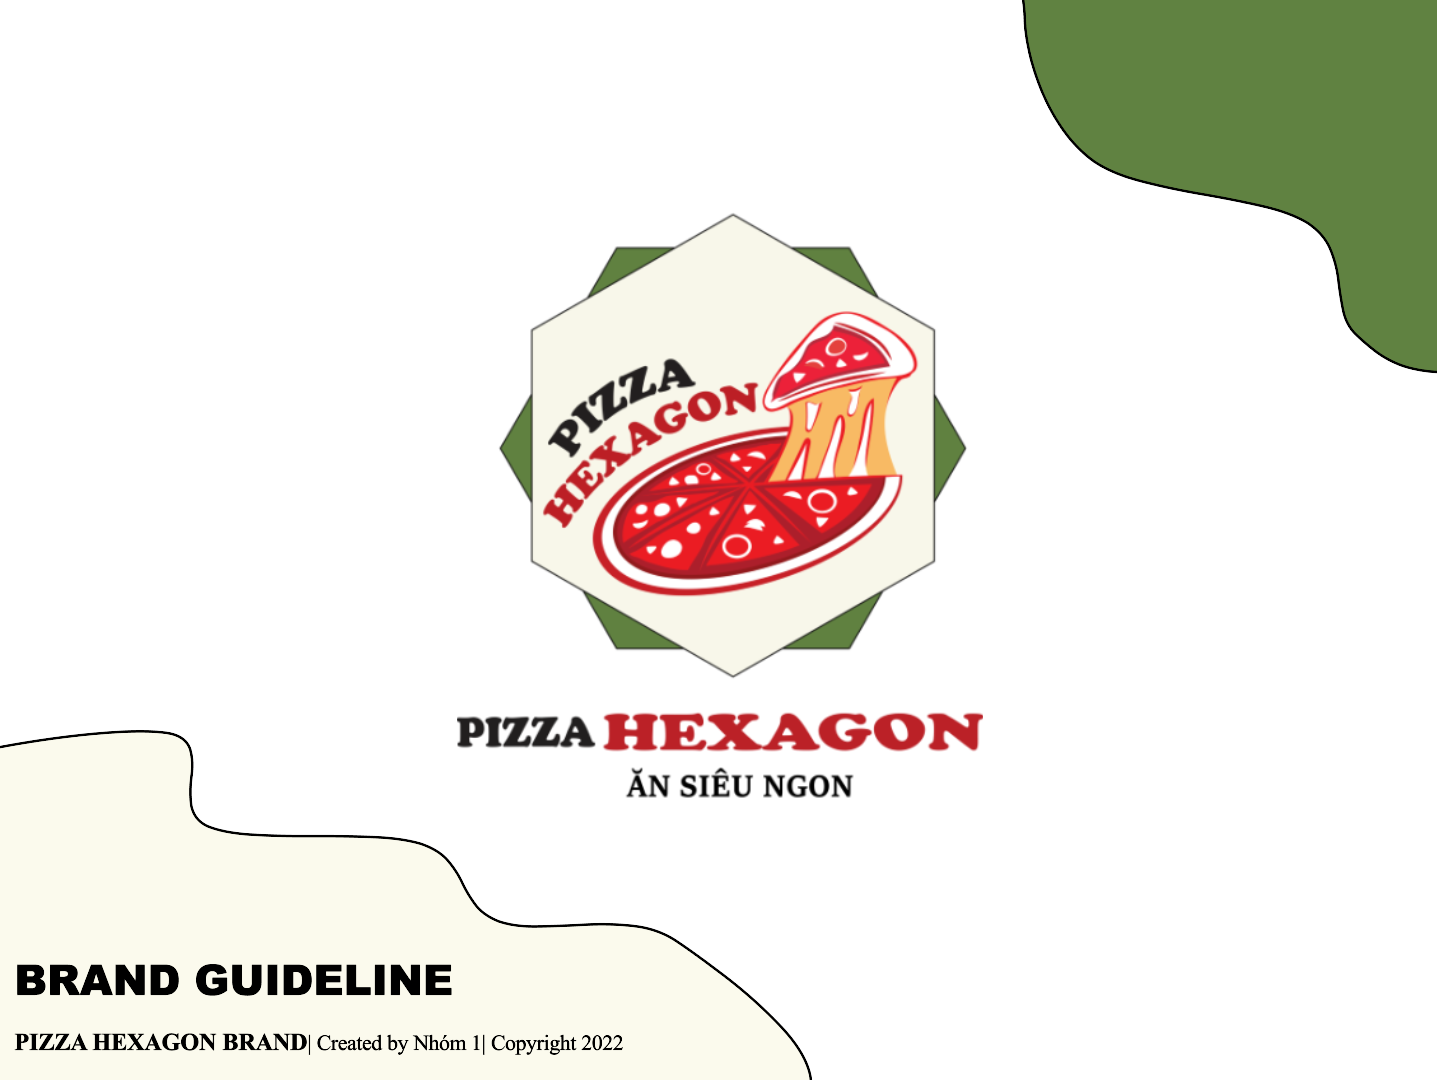 PIZZA
HEXAGON
PIZZA HEXAGON
ĂN SIÊU NGON
BRAND GUIDELINE
PIZZA HEXAGON BRAND| Created by Nhóm 1| Copyright 2022